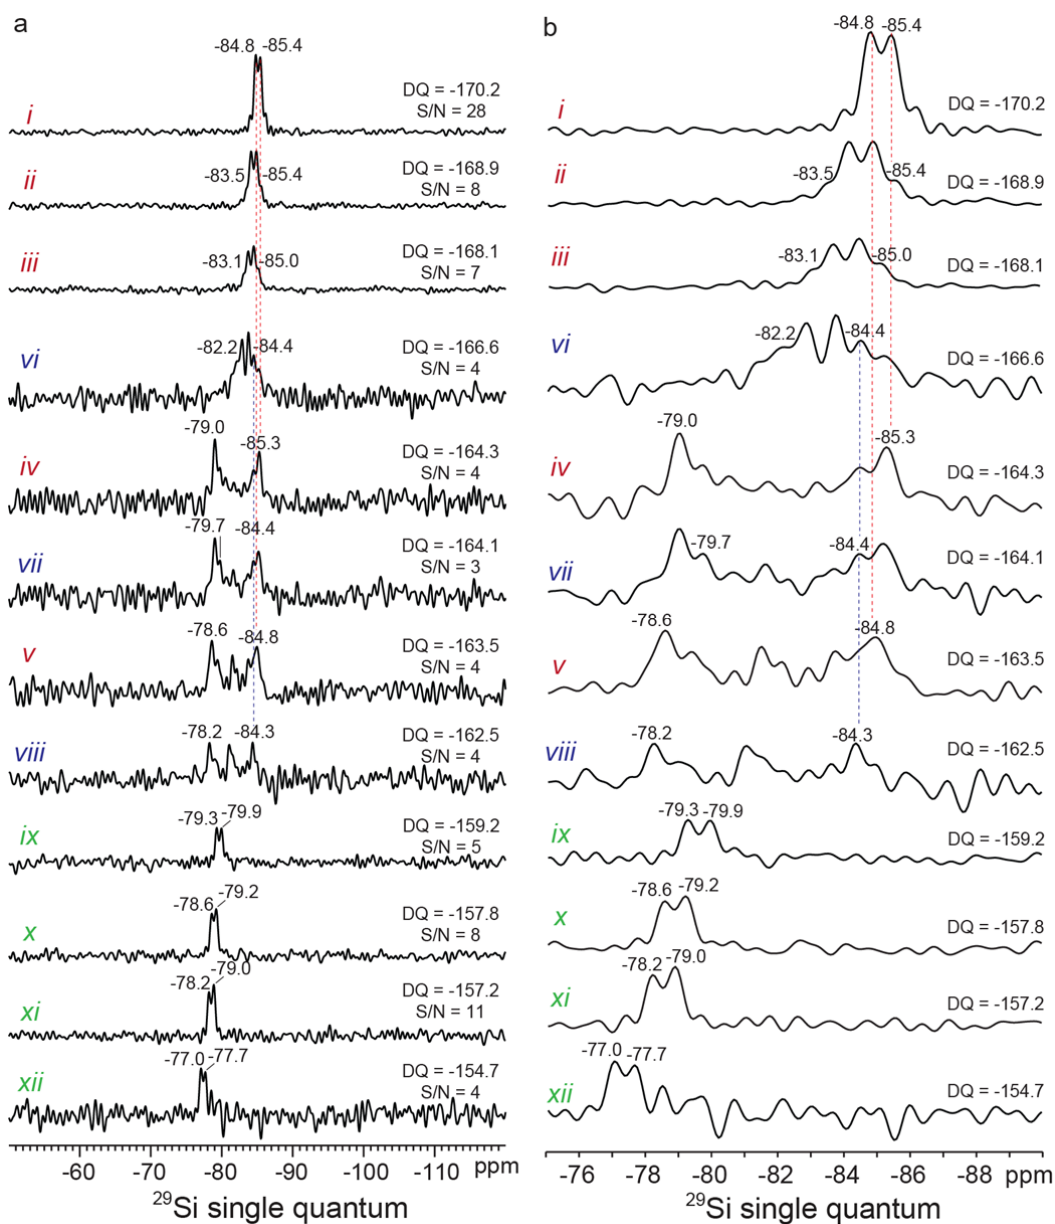 a
-84.8 -85.4
i
DQ = -170.2
S/N = 28
ii
-83.5 -85.4
DQ = -168.9
S/N = 8
iii
-83.1 -85.0
DQ = -168.1
S/N = 7
vi
-82.2 -84.4
DQ = -166.6
S/N = 4
-79.0
iv
-85.3
DQ = -164.3
S/N = 4
-79.7 -84.4
vii
DQ = -164.1
S/N = 3
-78.6 -84.8
v
DQ = -163.5
S/N = 4
-78.2 -84.3
viii
DQ = -162.5
S/N = 4
-79.3 -79.9
ix
DQ = -159.2
S/N = 5
-78.6 -79.2
x
DQ = -157.8
S/N = 8
-78.2 -79.0
xi
DQ = -157.2
S/N = 11
-77.0 -77.7
xii
DQ = -154.7
S/N = 4
-60 -70 -80 -90 -100 -110 ppm
29Si single quantum
b
-84.8 -85.4
i
DQ = -170.2
ii
-83.5 -85.4
DQ = -168.9
iii
-83.1 -85.0
DQ = -168.1
vi
-82.2 -84.4
DQ = -166.6
-79.0
iv
-85.3
DQ = -164.3
vii
-79.7 -84.4
DQ = -164.1
-78.6 -84.8
v
DQ = -163.5
-78.2 -84.3
viii
DQ = -162.5
-79.3 -79.9
ix
DQ = -159.2
-78.6 -79.2
x
DQ = -157.8
-78.2 -79.0
xi
DQ = -157.2
-77.0 -77.7
xii
DQ = -154.7
-76 -78 -80 -82 -84 -86 -88 ppm
29Si single quantum